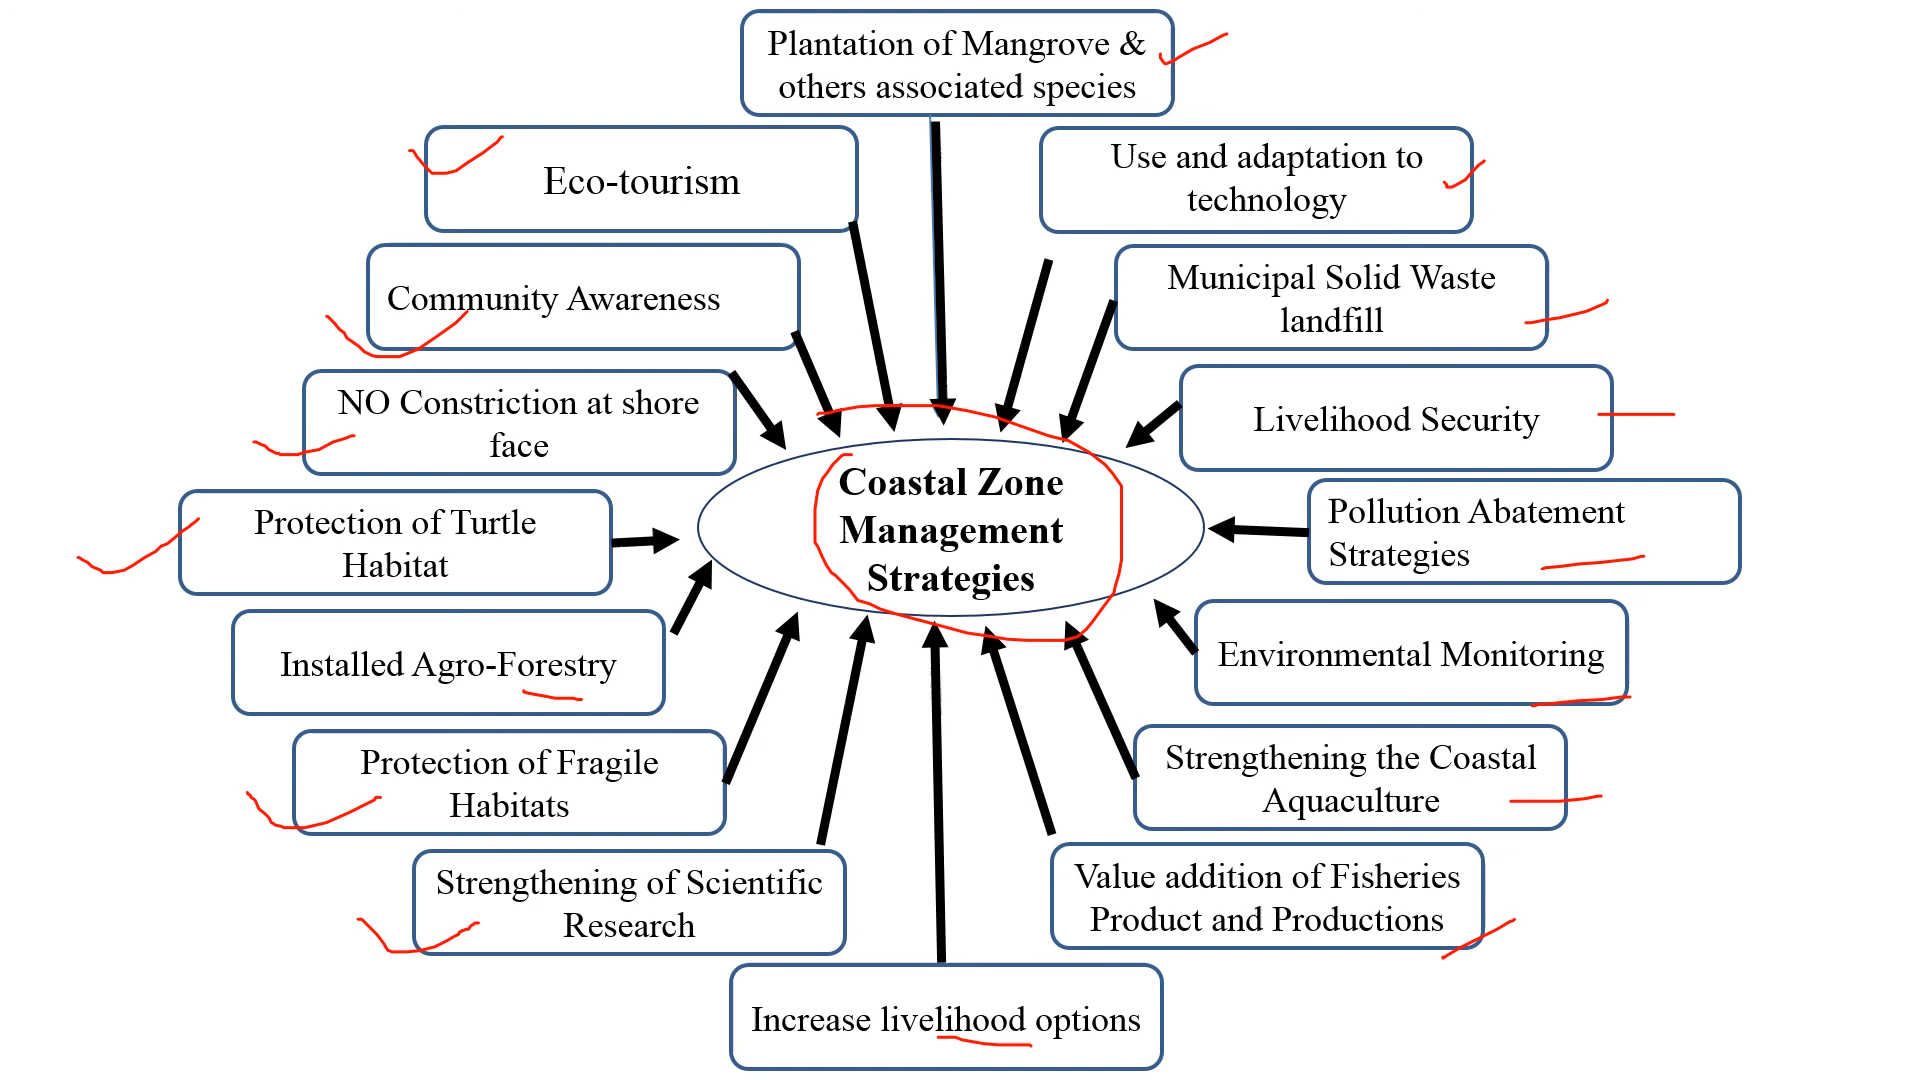 Plantation of Mangrove &
others associated species
Eco-tourism
Use and adaptation to
technology
Community Awareness
Municipal Solid Waste
landfill
NO Constriction at shore
face
Livelihood Security
Coastal Zone
Management
Strategies
Protection of Turtle
Habitat
Pollution Abatement
Strategies
Installed Agro-Forestry
Environmental Monitoring
Protection of Fragile
Habitats
Strengthening the Coastal
Aquaculture
Strengthening of Scientific
Research
Value addition of Fisheries
Product and Productions
Increase livelihood options